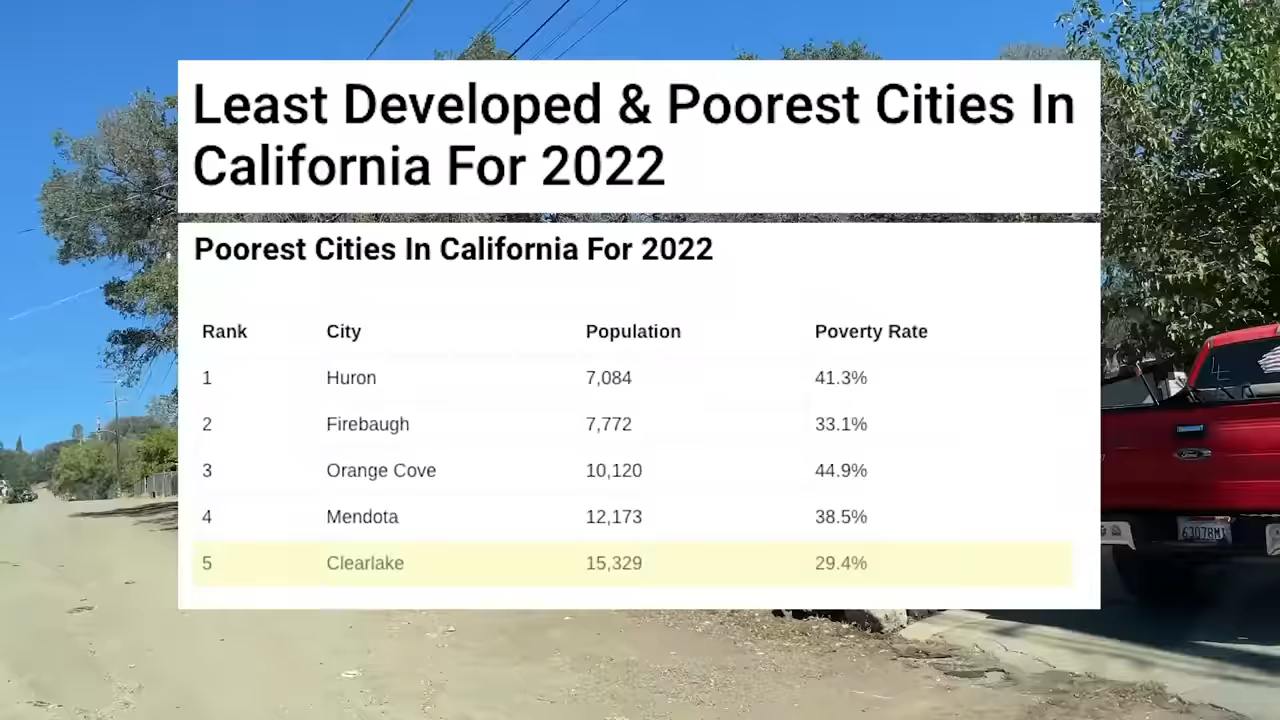 Least Developed & Poorest Cities In
California For 2022
Poorest Cities In California For 2022
Rank City Population Poverty Rate
1 Huron 7,084 41.3%
2 Firebaugh 7,772 33.1%
3 Orange Cove 10,120 44.9%
4 Mendota 12,173 38.5%
5 Clearlake 15,329 29.4%
Ford